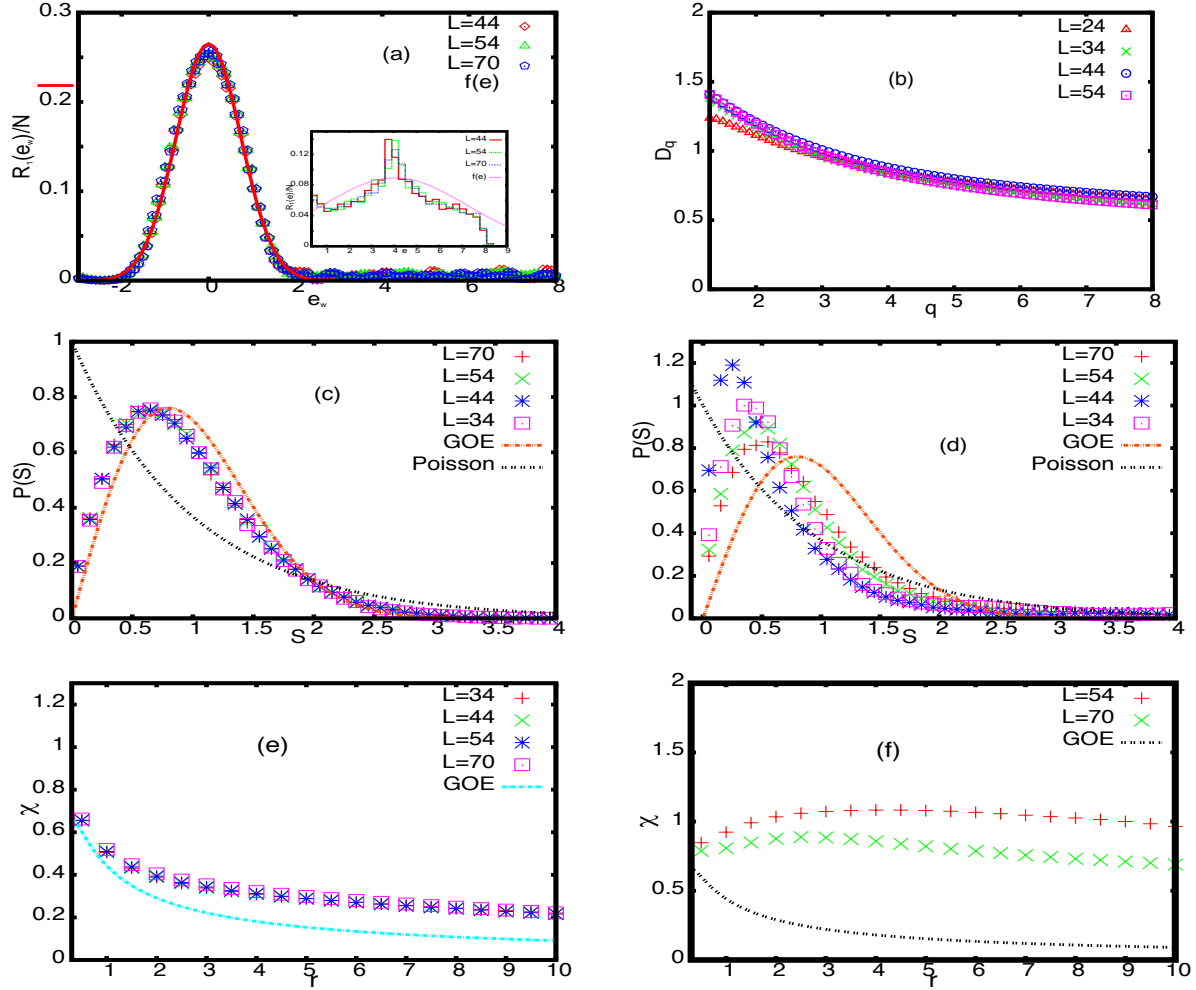 0.3
0.2
0.1
0
R₁(e_w)/N
-2
0
2
4
6
8
e_w
L=44
L=54
L=70
f(e)
(a)
0.12
0.08
0.04
R₁(e)/N
1 2 3 4 e 5 6 7 8 9
L=44
L=54
L=70
f(e)
2
1.5
1
0.5
0
D_q
2 3 4 5 6 7 8
q
L=24
L=34
L=44
L=54
(b)
1
0.8
0.6
0.4
0.2
0
P(S)
0 0.5 1 1.5 2 2.5 3 3.5 4
S
L=70
L=54
L=44
L=34
GOE
Poisson
(c)
1.2
1
0.8
0.6
0.4
0.2
0
P(S)
0 0.5 1 1.5 2 2.5 3 3.5 4
S
L=70
L=54
L=44
L=34
GOE
Poisson
(d)
1.2
1
0.8
0.6
0.4
0.2
0
χ
1 2 3 4 5 6 7 8 9 10
r
L=34
L=44
L=54
L=70
GOE
(e)
2
1.5
1
0.5
0
χ
1 2 3 4 5 6 7 8 9 10
r
L=54
L=70
GOE
(f)